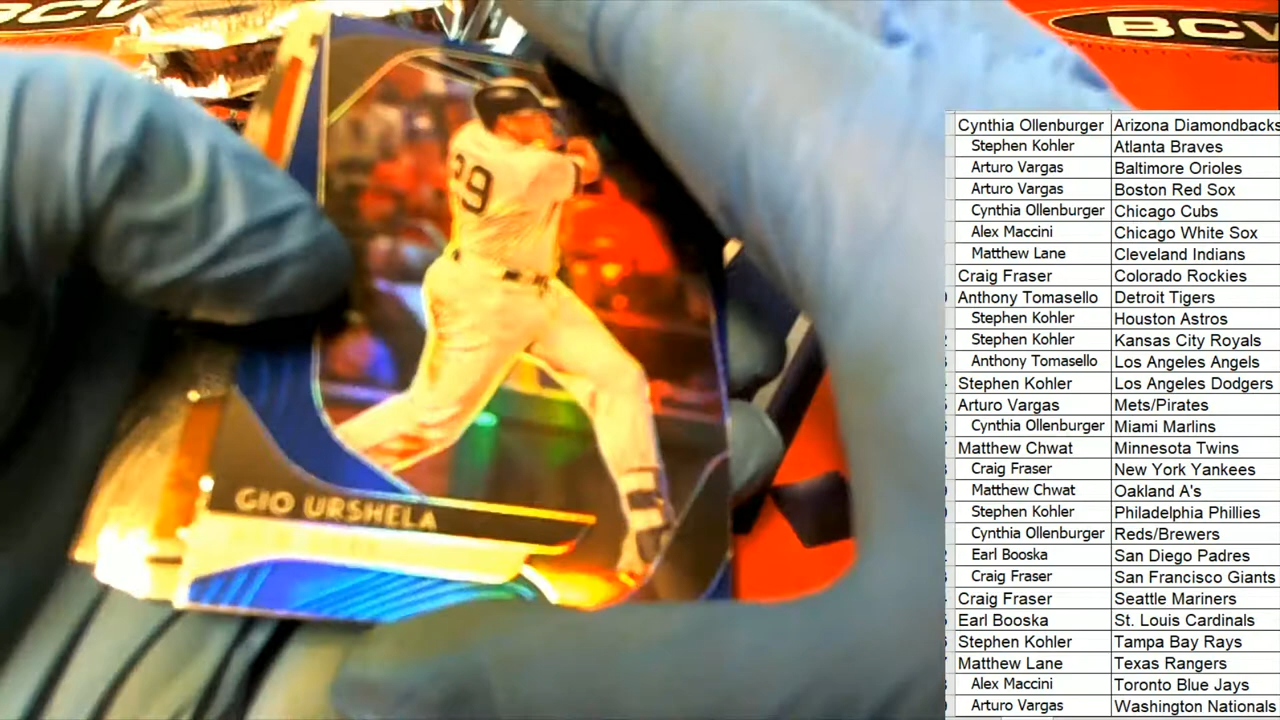 BCW
BCW
29
GIO URSHELA
Cynthia Ollenburger Arizona Diamondbacks
Stephen Kohler Atlanta Braves
Arturo Vargas Baltimore Orioles
Arturo Vargas Boston Red Sox
Cynthia Ollenburger Chicago Cubs
Alex Maccini Chicago White Sox
Matthew Lane Cleveland Indians
Craig Fraser Colorado Rockies
Anthony Tomasello Detroit Tigers
Stephen Kohler Houston Astros
Stephen Kohler Kansas City Royals
Anthony Tomasello Los Angeles Angels
Stephen Kohler Los Angeles Dodgers
Arturo Vargas Mets/Pirates
Cynthia Ollenburger Miami Marlins
Matthew Chwat Minnesota Twins
Craig Fraser New York Yankees
Matthew Chwat Oakland A's
Stephen Kohler Philadelphia Phillies
Cynthia Ollenburger Reds/Brewers
Earl Booska San Diego Padres
Craig Fraser San Francisco Giants
Craig Fraser Seattle Mariners
Earl Booska St. Louis Cardinals
Stephen Kohler Tampa Bay Rays
Matthew Lane Texas Rangers
Alex Maccini Toronto Blue Jays
Arturo Vargas Washington Nationals